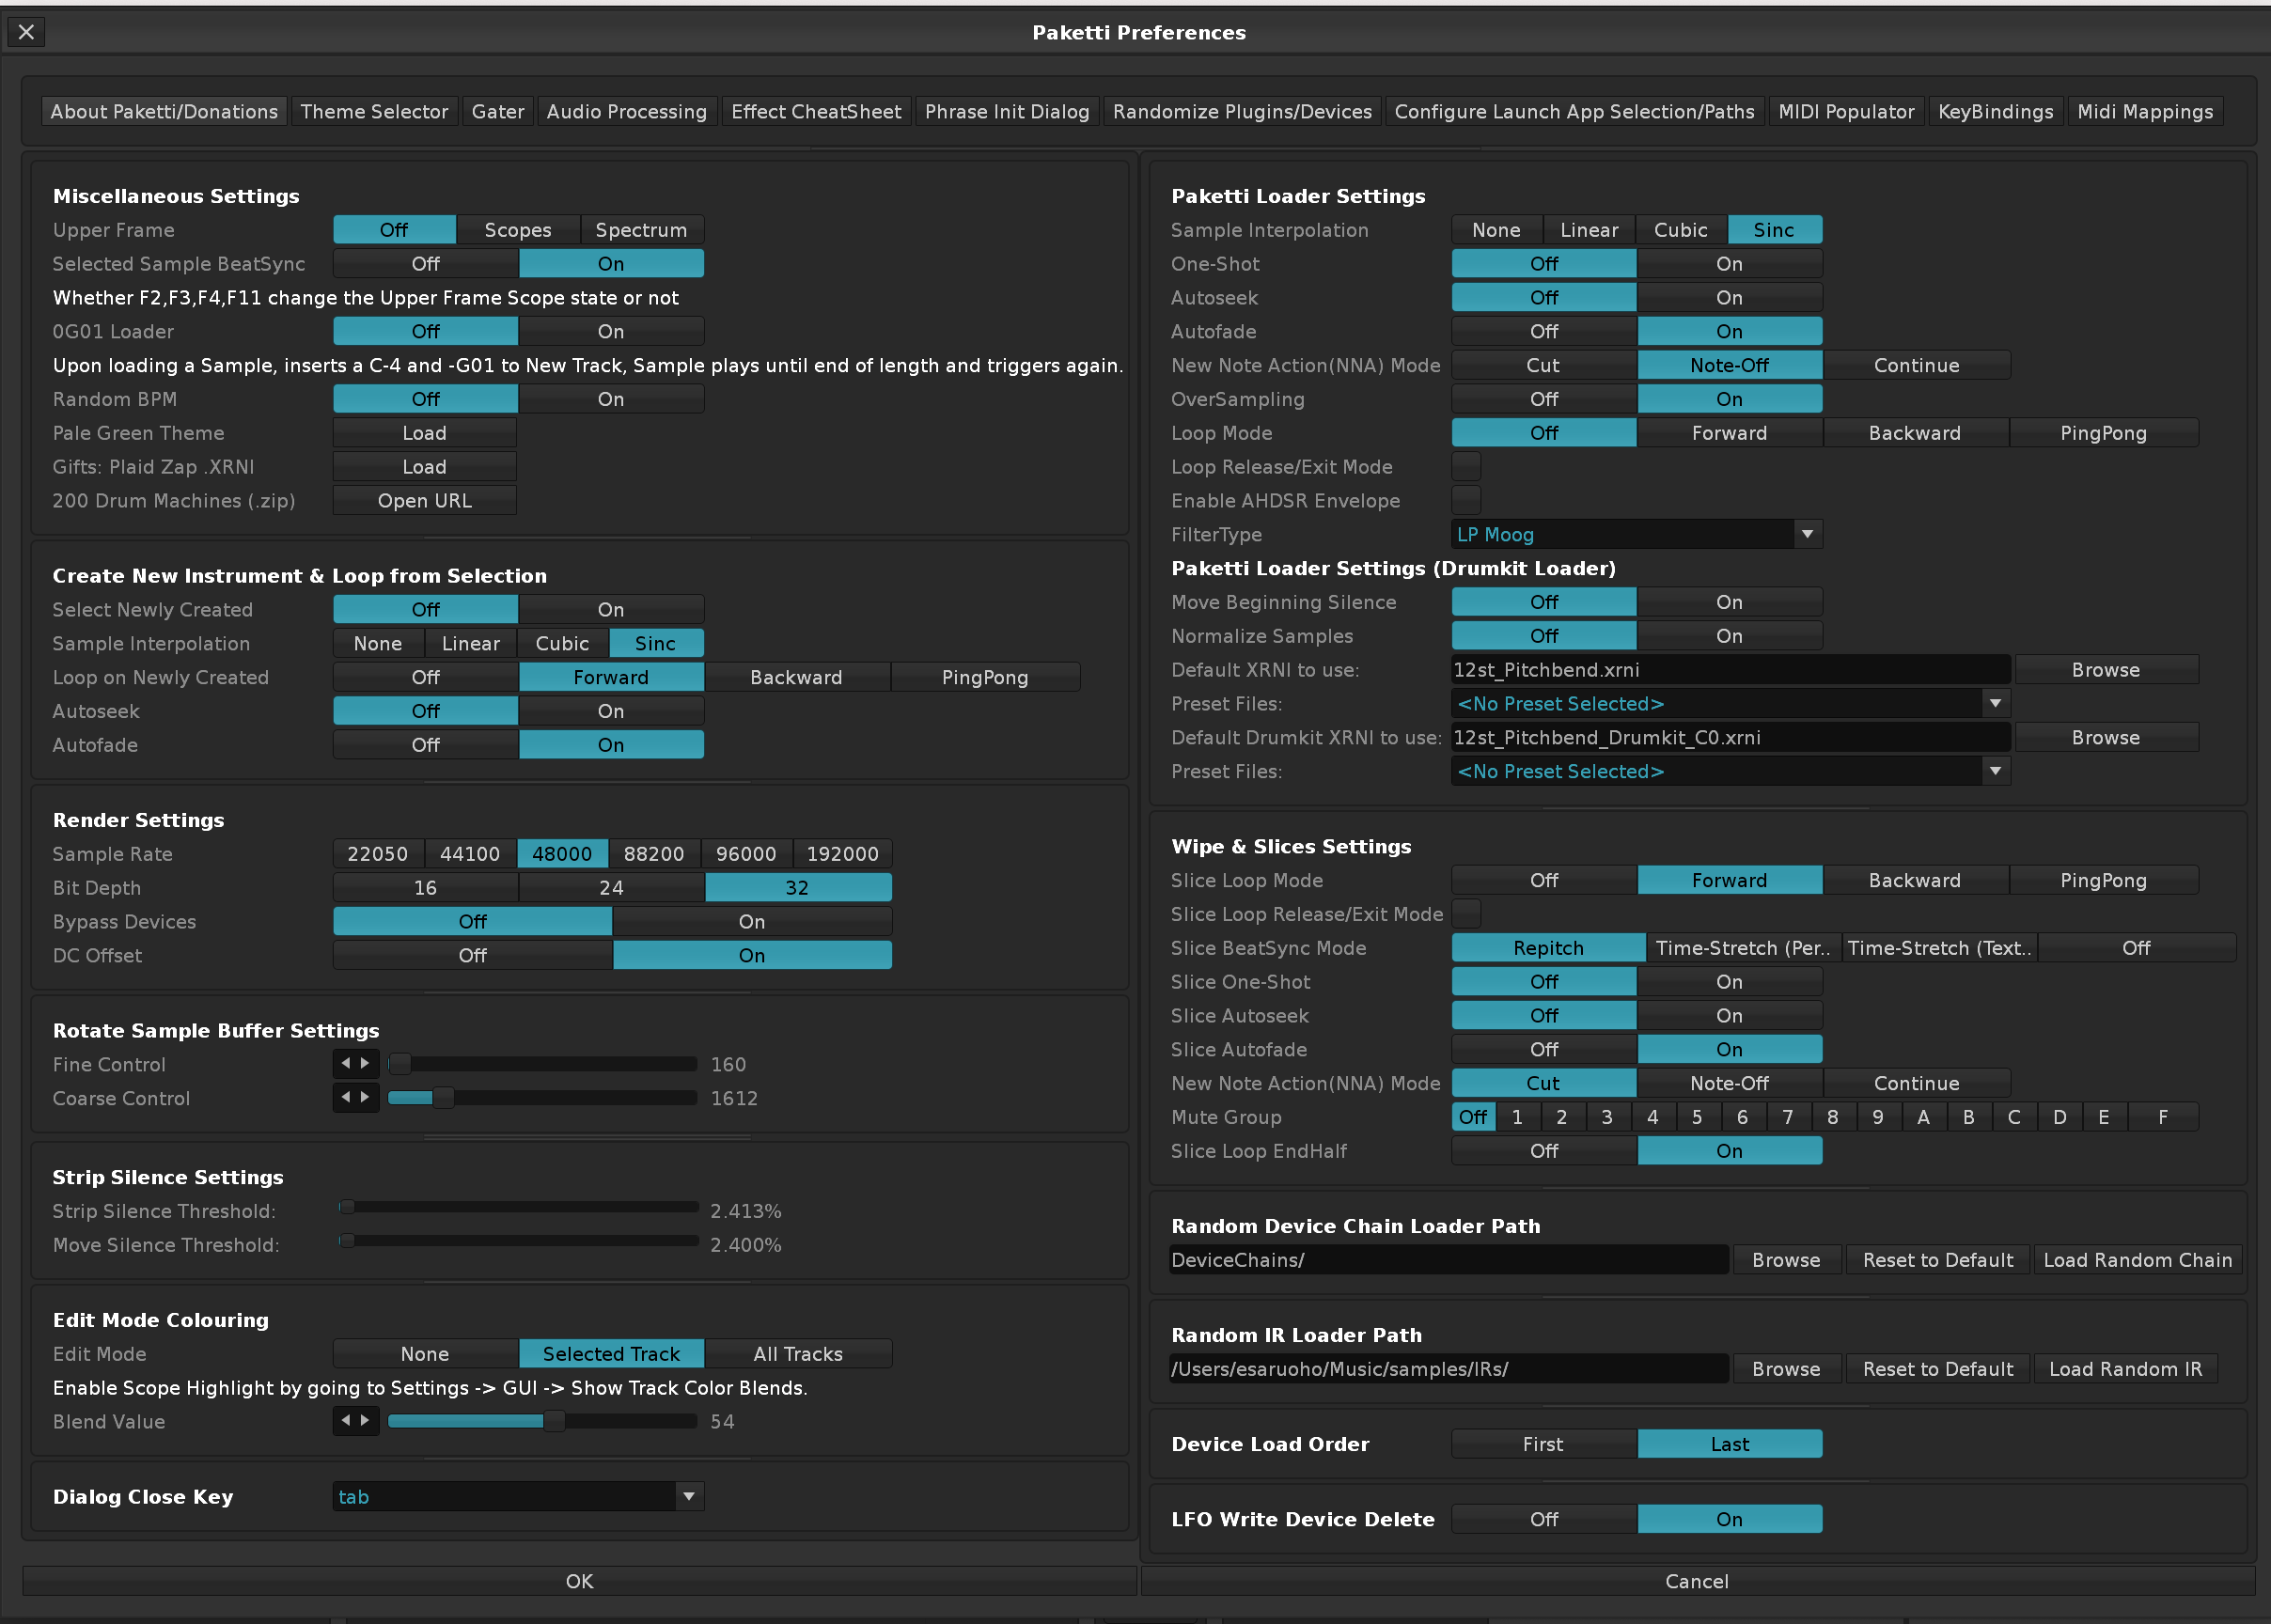 Paketti Preferences
About Paketti/Donations Theme Selector Gater Audio Processing Effect CheatSheet Phrase Init Dialog Randomize Plugins/Devices Configure Launch App Selection/Paths MIDI Populator KeyBindings Midi Mappings
Miscellaneous Settings
Upper Frame Off Scopes Spectrum
Selected Sample BeatSync Off On
Whether F2,F3,F4,F11 change the Upper Frame Scope state or not
0G01 Loader Off On
Upon loading a Sample, inserts a C-4 and -G01 to New Track, Sample plays until end of length and triggers again.
Random BPM Off On
Pale Green Theme Load
Gifts: Plaid Zap .XRNI Load
200 Drum Machines (.zip) Open URL
Create New Instrument & Loop from Selection
Select Newly Created Off On
Sample Interpolation None Linear Cubic Sinc
Loop on Newly Created Off Forward Backward PingPong
Autoseek Off On
Autofade Off On
Render Settings
Sample Rate 22050 44100 48000 88200 96000 192000
Bit Depth 16 24 32
Bypass Devices Off On
DC Offset Off On
Rotate Sample Buffer Settings
Fine Control 160
Coarse Control 1612
Strip Silence Settings
Strip Silence Threshold: 2.413%
Move Silence Threshold: 2.400%
Edit Mode Colouring
Edit Mode None Selected Track All Tracks
Enable Scope Highlight by going to Settings -> GUI -> Show Track Color Blends.
Blend Value 54
Dialog Close Key tab
Paketti Loader Settings
Sample Interpolation None Linear Cubic Sinc
One-Shot Off On
Autoseek Off On
Autofade Off On
New Note Action(NNA) Mode Cut Note-Off Continue
OverSampling Off On
Loop Mode Off Forward Backward PingPong
Loop Release/Exit Mode
Enable AHDSR Envelope
FilterType LP Moog
Paketti Loader Settings (Drumkit Loader)
Move Beginning Silence Off On
Normalize Samples Off On
Default XRNI to use: 12st_Pitchbend.xrni Browse
Preset Files: <No Preset Selected>
Default Drumkit XRNI to use: 12st_Pitchbend_Drumkit_C0.xrni Browse
Preset Files: <No Preset Selected>
Wipe & Slices Settings
Slice Loop Mode Off Forward Backward PingPong
Slice Loop Release/Exit Mode
Slice BeatSync Mode Repitch Time-Stretch (Per.. Time-Stretch (Text.. Off
Slice One-Shot Off On
Slice Autoseek Off On
Slice Autofade Off On
New Note Action(NNA) Mode Cut Note-Off Continue
Mute Group Off 1 2 3 4 5 6 7 8 9 A B C D E F
Slice Loop EndHalf Off On
Random Device Chain Loader Path
DeviceChains/ Browse Reset to Default Load Random Chain
Random IR Loader Path
/Users/esaruoho/Music/samples/IRs/ Browse Reset to Default Load Random IR
Device Load Order First Last
LFO Write Device Delete Off On
OK Cancel